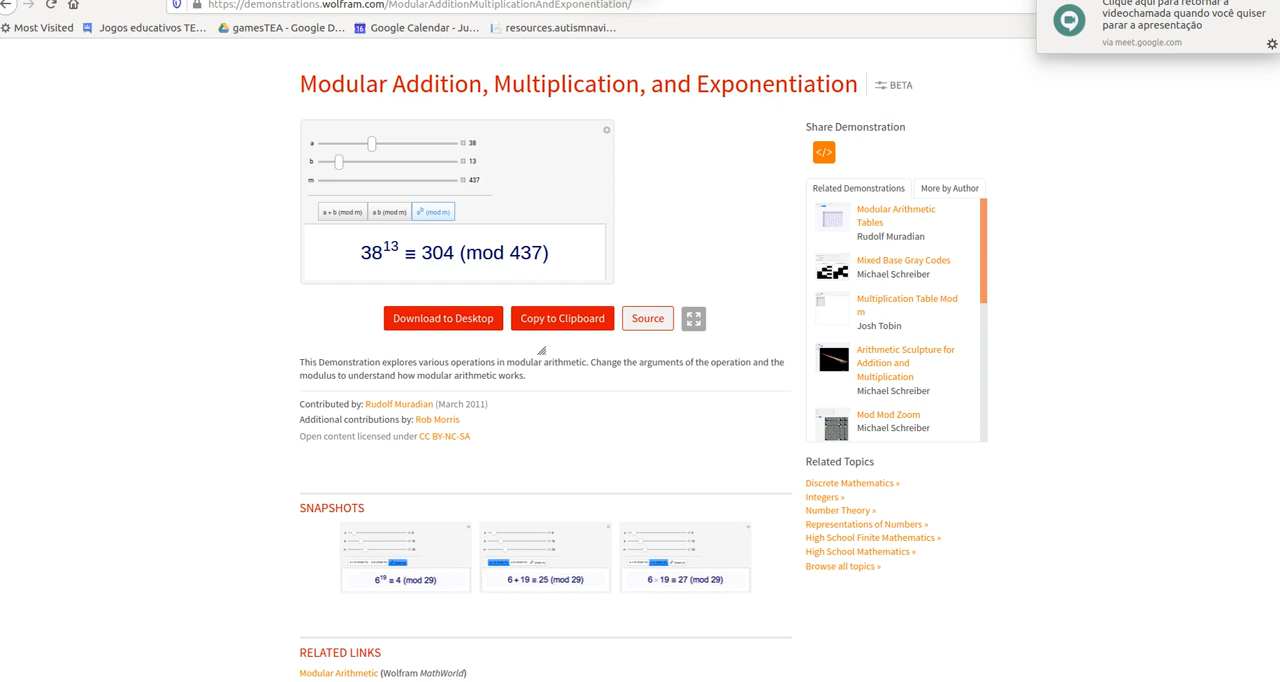 https://demonstrations.wolfram.com/ModularAdditionMultiplicationAndExponentiation/
Most Visited Jogos educativos TE... gamesTEA - Google D... Google Calendar - Ju... resources.autismnavi...
Clique aqui para retornar à
videochamada quando você quiser
parar a apresentação
via meet.google.com
Modular Addition, Multiplication, and Exponentiation BETA
a 38
b 13
m 437
a + b (mod m) a b (mod m) a^b (mod m)
38^13 ≡ 304 (mod 437)
Download to Desktop Copy to Clipboard Source
This Demonstration explores various operations in modular arithmetic. Change the arguments of the operation and the
modulus to understand how modular arithmetic works.
Contributed by: Rudolf Muradian (March 2011)
Additional contributions by: Rob Morris
Open content licensed under CC BY-NC-SA
SNAPSHOTS
6^19 ≡ 4 (mod 29)
6 + 19 ≡ 25 (mod 29)
6 × 19 ≡ 27 (mod 29)
RELATED LINKS
Modular Arithmetic (Wolfram MathWorld)
Share Demonstration
</>
Related Demonstrations More by Author
Modular Arithmetic
Tables
Rudolf Muradian
Mixed Base Gray Codes
Michael Schreiber
Multiplication Table Mod
m
Josh Tobin
Arithmetic Sculpture for
Addition and
Multiplication
Michael Schreiber
Mod Mod Zoom
Michael Schreiber
Related Topics
Discrete Mathematics »
Integers »
Number Theory »
Representations of Numbers »
High School Finite Mathematics »
High School Mathematics »
Browse all topics »